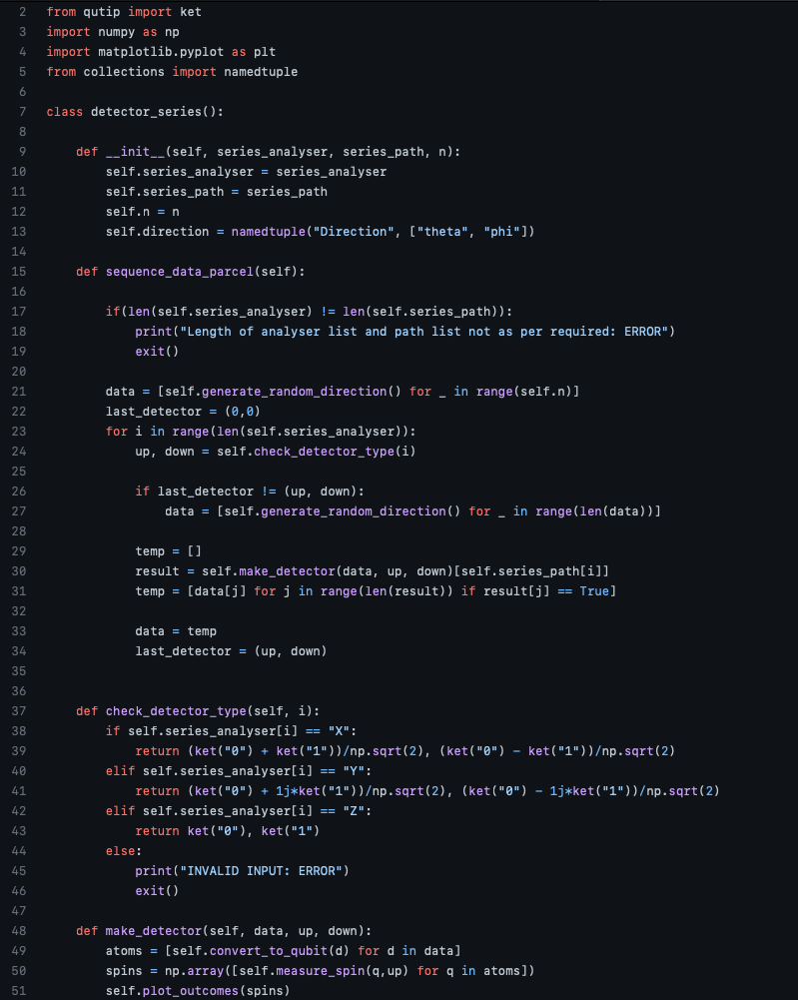 2 from qutip import ket
3 import numpy as np
4 import matplotlib.pyplot as plt
5 from collections import namedtuple
6
7 class detector_series():
8
9     def __init__(self, series_analyser, series_path, n):
10         self.series_analyser = series_analyser
11         self.series_path = series_path
12         self.n = n
13         self.direction = namedtuple("Direction", ["theta", "phi"])
14
15     def sequence_data_parcel(self):
16
17         if(len(self.series_analyser) != len(self.series_path)):
18             print("Length of analyser list and path list not as per required: ERROR")
19             exit()
20
21         data = [self.generate_random_direction() for _ in range(self.n)]
22         last_detector = (0,0)
23         for i in range(len(self.series_analyser)):
24             up, down = self.check_detector_type(i)
25
26             if last_detector != (up, down):
27                 data = [self.generate_random_direction() for _ in range(len(data))]
28
29             temp = []
30             result = self.make_detector(data, up, down)[self.series_path[i]]
31             temp = [data[j] for j in range(len(result)) if result[j] == True]
32
33             data = temp
34             last_detector = (up, down)
35
36
37     def check_detector_type(self, i):
38         if self.series_analyser[i] == "X":
39             return (ket("0") + ket("1"))/np.sqrt(2), (ket("0") - ket("1"))/np.sqrt(2)
40         elif self.series_analyser[i] == "Y":
41             return (ket("0") + 1j*ket("1"))/np.sqrt(2), (ket("0") - 1j*ket("1"))/np.sqrt(2)
42         elif self.series_analyser[i] == "Z":
43             return ket("0"), ket("1")
44         else:
45             print("INVALID INPUT: ERROR")
46             exit()
47
48     def make_detector(self, data, up, down):
49         atoms = [self.convert_to_qubit(d) for d in data]
50         spins = np.array([self.measure_spin(q,up) for q in atoms])
51         self.plot_outcomes(spins)